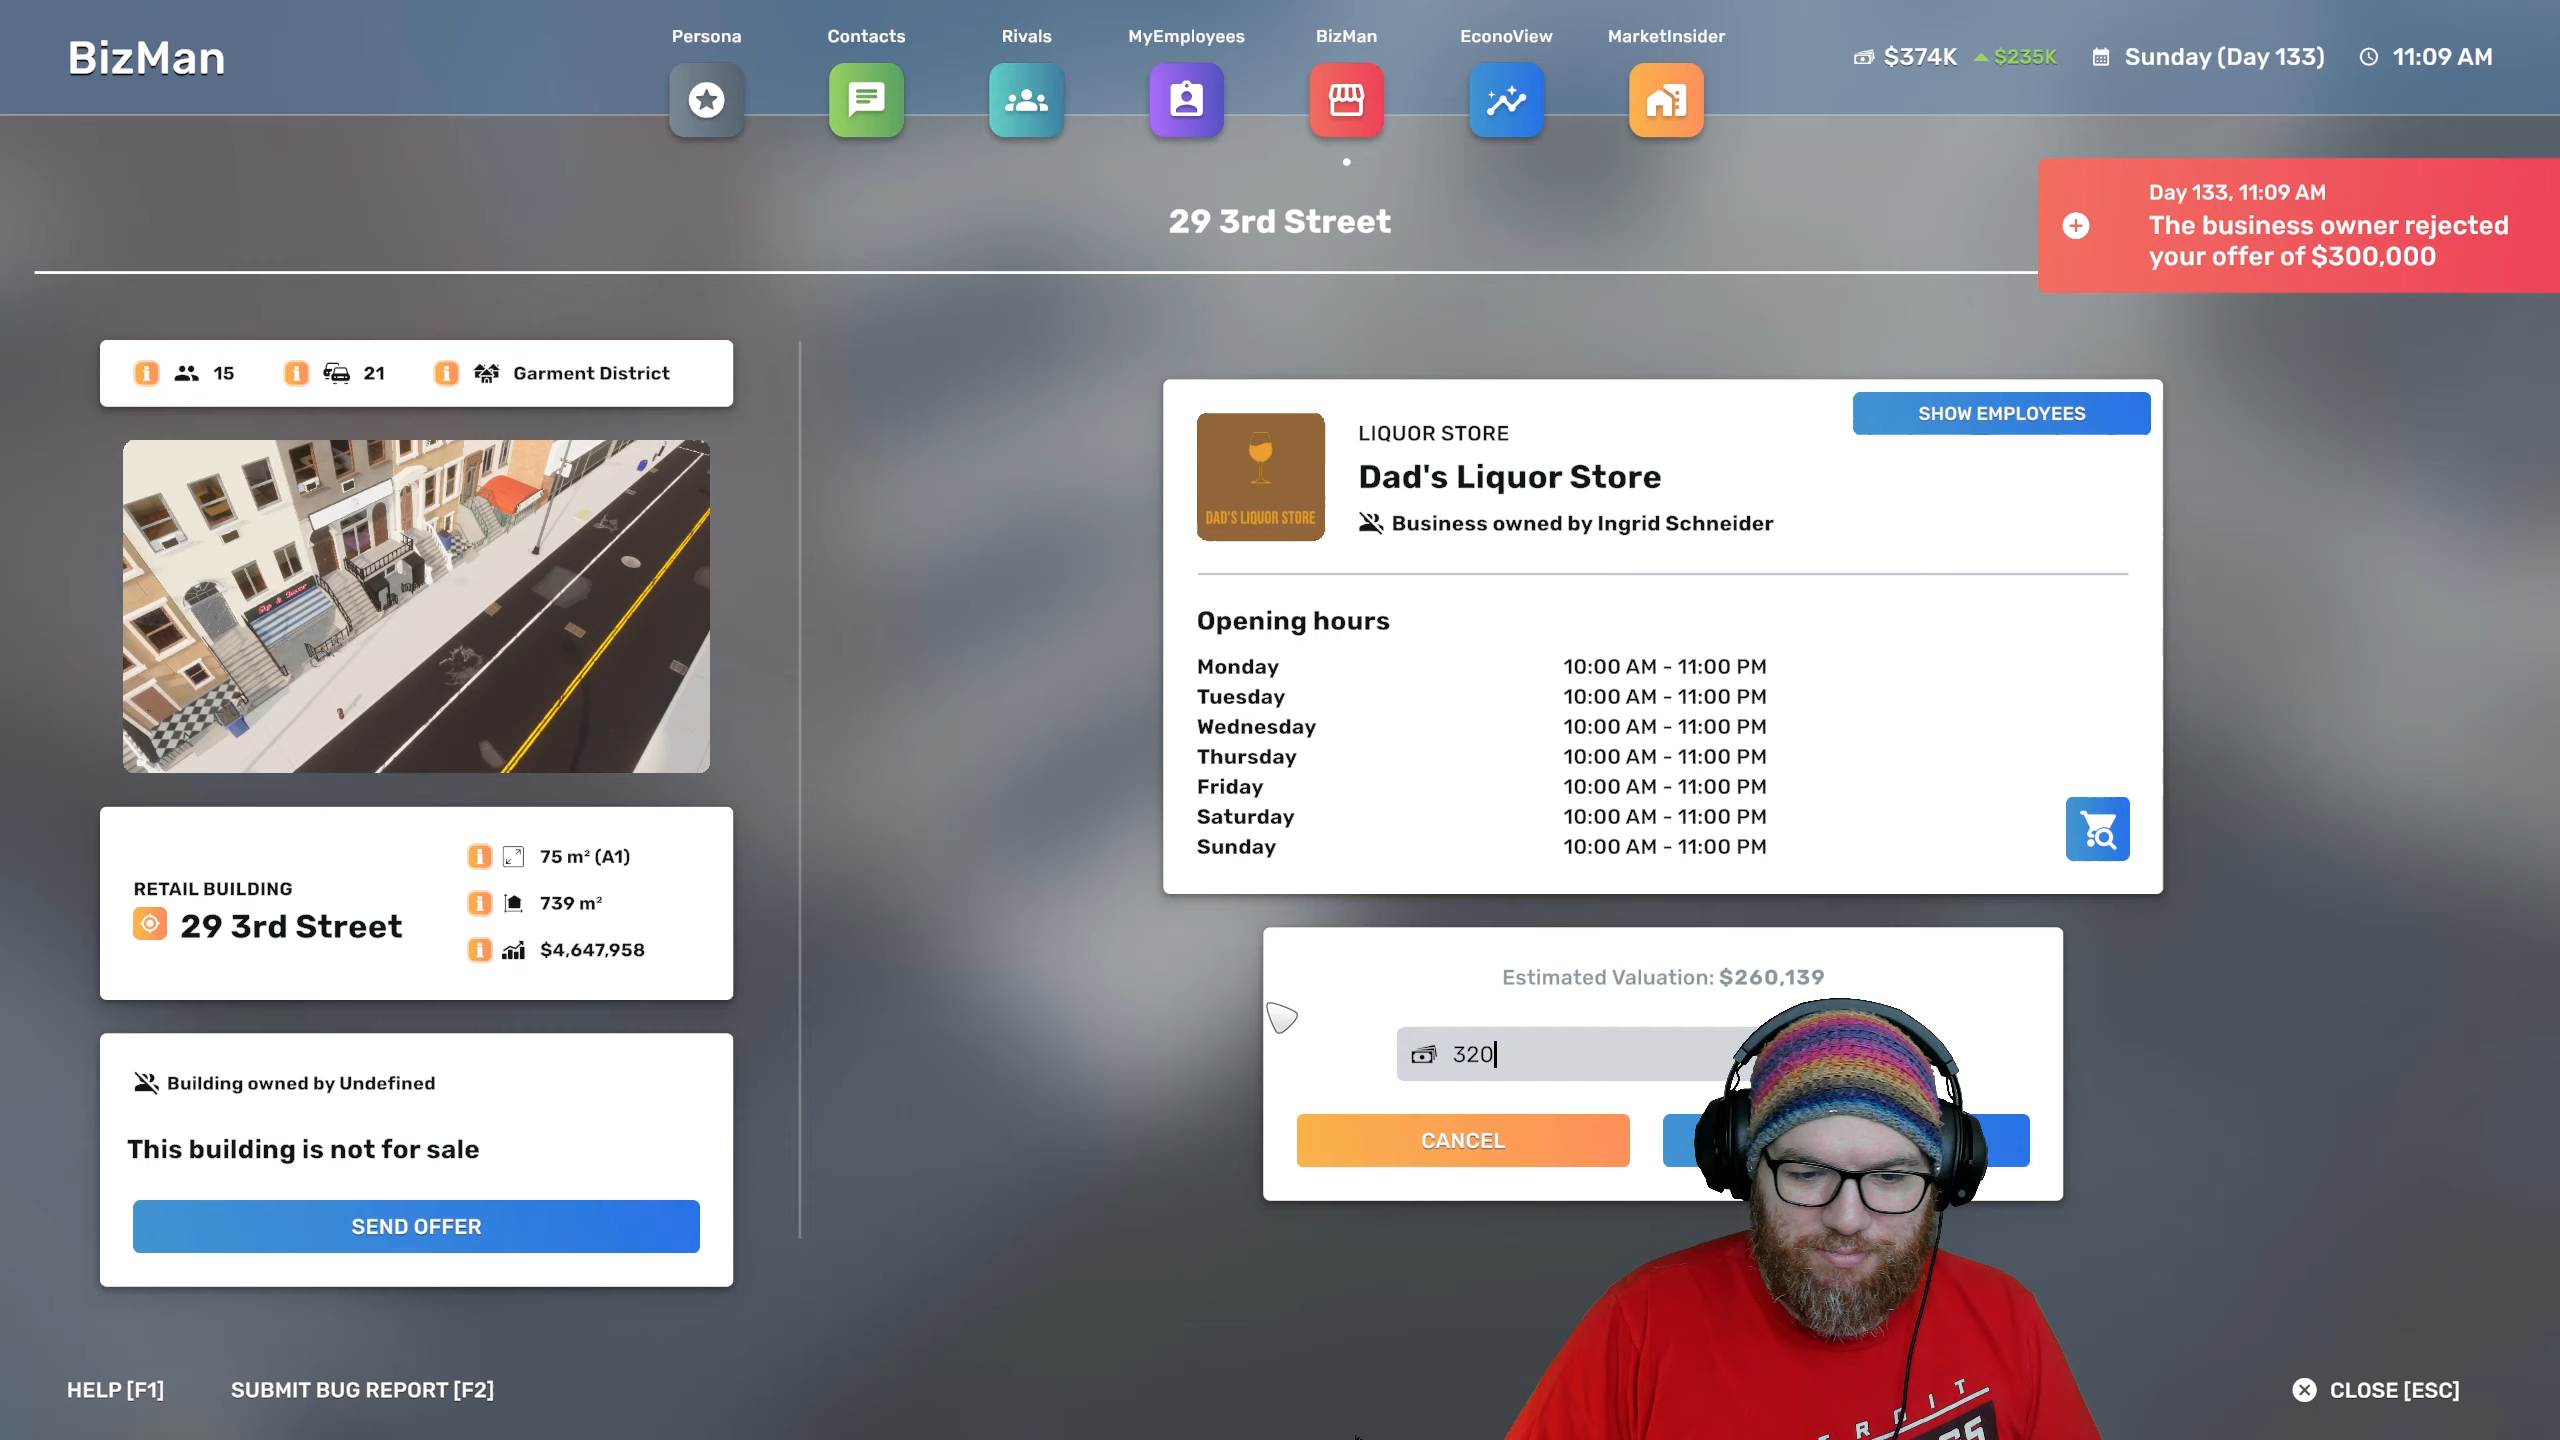 BizMan
Persona
Contacts
Rivals
MyEmployees
BizMan
EconoView
MarketInsider
$374K
$235K
Sunday (Day 133)
11:09 AM
Day 133, 11:09 AM
The business owner rejected
your offer of $300,000
29 3rd Street
15
21
Garment District
RETAIL BUILDING
29 3rd Street
75 m² (A1)
739 m²
$4,647,958
Building owned by Undefined
This building is not for sale
SEND OFFER
SHOW EMPLOYEES
LIQUOR STORE
Dad's Liquor Store
Business owned by Ingrid Schneider
DAD'S LIQUOR STORE
Opening hours
Monday 10:00 AM - 11:00 PM
Tuesday 10:00 AM - 11:00 PM
Wednesday 10:00 AM - 11:00 PM
Thursday 10:00 AM - 11:00 PM
Friday 10:00 AM - 11:00 PM
Saturday 10:00 AM - 11:00 PM
Sunday 10:00 AM - 11:00 PM
Estimated Valuation: $260,139
320
CANCEL
HELP [F1]
SUBMIT BUG REPORT [F2]
CLOSE [ESC]